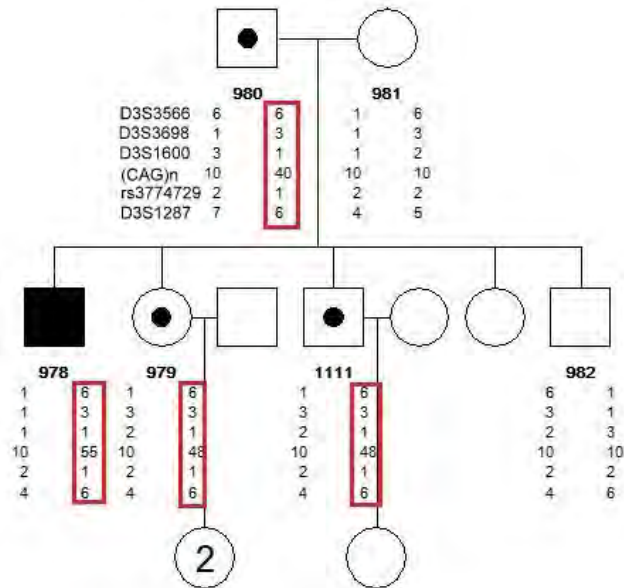 980 981
D3S3566 6 6 1 6
D3S3698 1 3 1 3
D3S1600 3 1 1 2
(CAG)n 10 40 10 10
rs3774729 2 1 2 2
D3S1287 7 6 4 5
978 979 1111 982
1 6 1 6 1 6 6 1
1 3 3 3 3 3 3 1
1 1 2 1 2 1 2 3
10 55 10 48 10 48 10 10
2 1 2 1 2 1 2 2
4 6 4 6 4 6 4 6
2